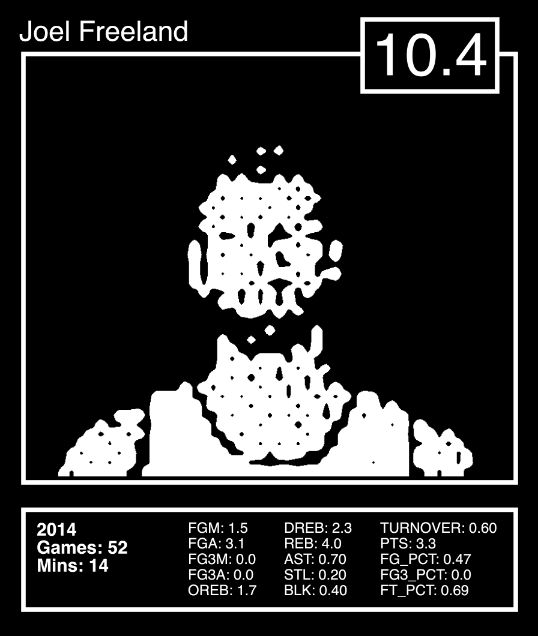 Joel Freeland
10.4
2014
Games: 52
Mins: 14
FGM: 1.5
FGA: 3.1
FG3M: 0.0
FG3A: 0.0
OREB: 1.7
DREB: 2.3
REB: 4.0
AST: 0.70
STL: 0.20
BLK: 0.40
TURNOVER: 0.60
PTS: 3.3
FG_PCT: 0.47
FG3_PCT: 0.0
FT_PCT: 0.69